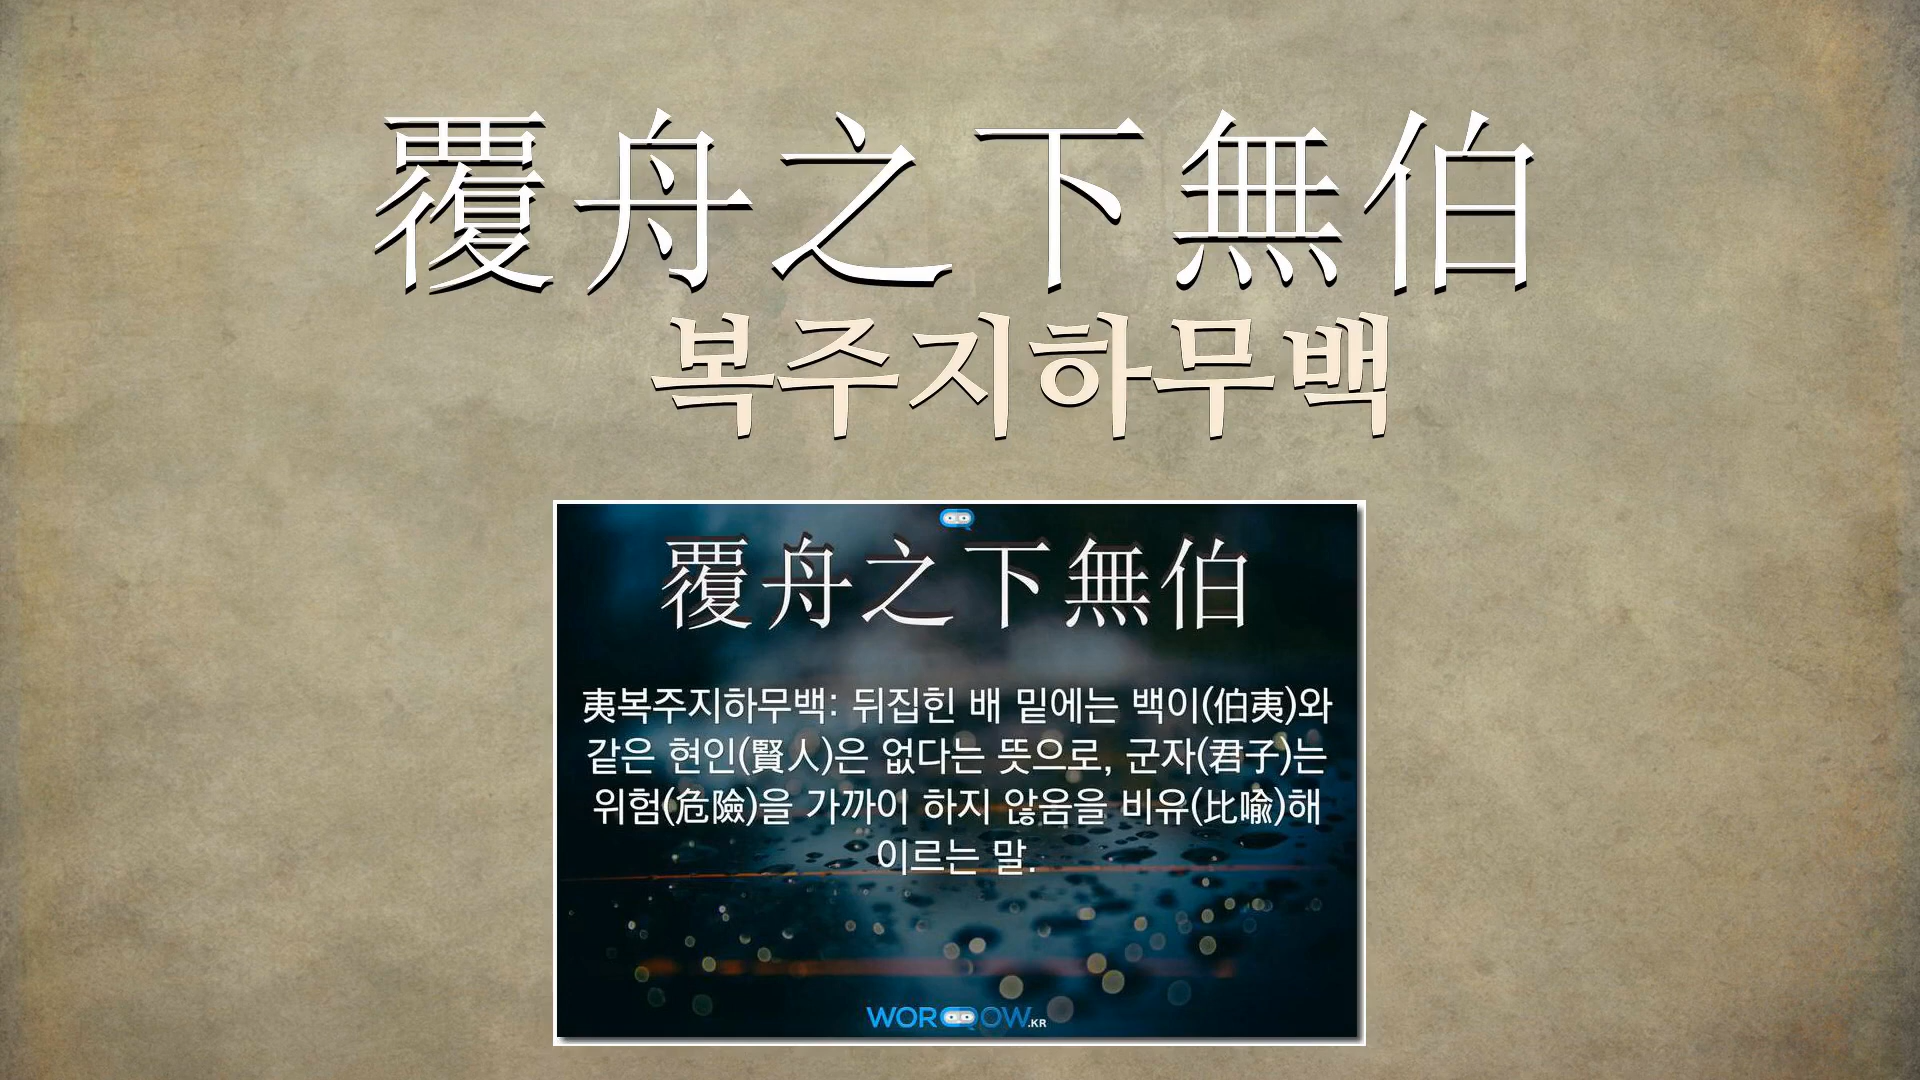 覆舟之下無伯
복주지하무백
覆舟之下無伯
夷복주지하무백: 뒤집힌 배 밑에는 백이(伯夷)와
같은 현인(賢人)은 없다는 뜻으로, 군자(君子)는
위험(危險)을 가까이 하지 않음을 비유(比喩)해
이르는 말.
WORDOW.KR